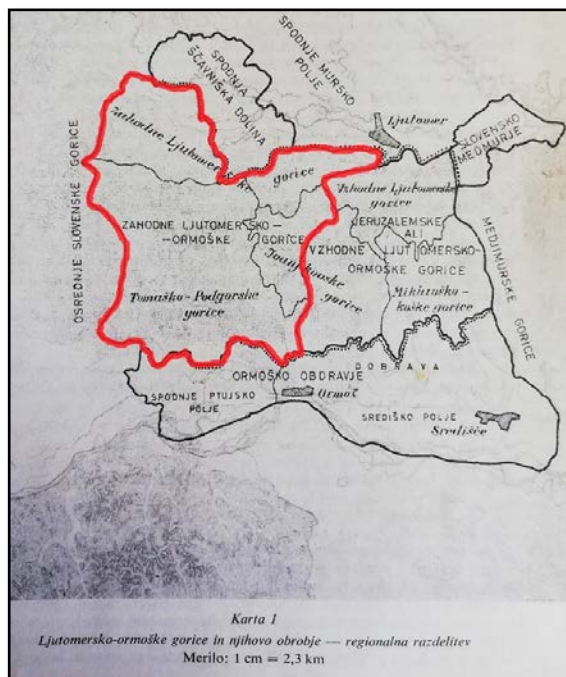 SPODNJA
ŠČAVNIŠKA
DOLINA
SPODNJE MURSKO
POLJE
Ljutomer
SLOVENSKO
MEDMURJE
Zahodne Ljutomerske
gorice
OSREDNJE SLOVENSKE GORICE
Vzhodne Ljutomerske
gorice
ZAHODNE LJUTOMERSKO-
ORMOŠKE GORICE
JERUZALEMSKE
ALI
VZHODNE LJUTOMERSKO-
ORMOŠKE GORICE
gorice
Tomaško-Podgorske
gorice
gorice
MEDJIMURSKE GORICE
DOBRAVA
ORMOŠKO OBDRAVJE
SPODNJE PTUJSKO
POLJE
Ormož
SREDIŠKO POLJE
Središče
Karta 1
Ljutomersko-ormoške gorice in njihovo obrobje — regionalna razdelitev
Merilo: 1 cm = 2,3 km